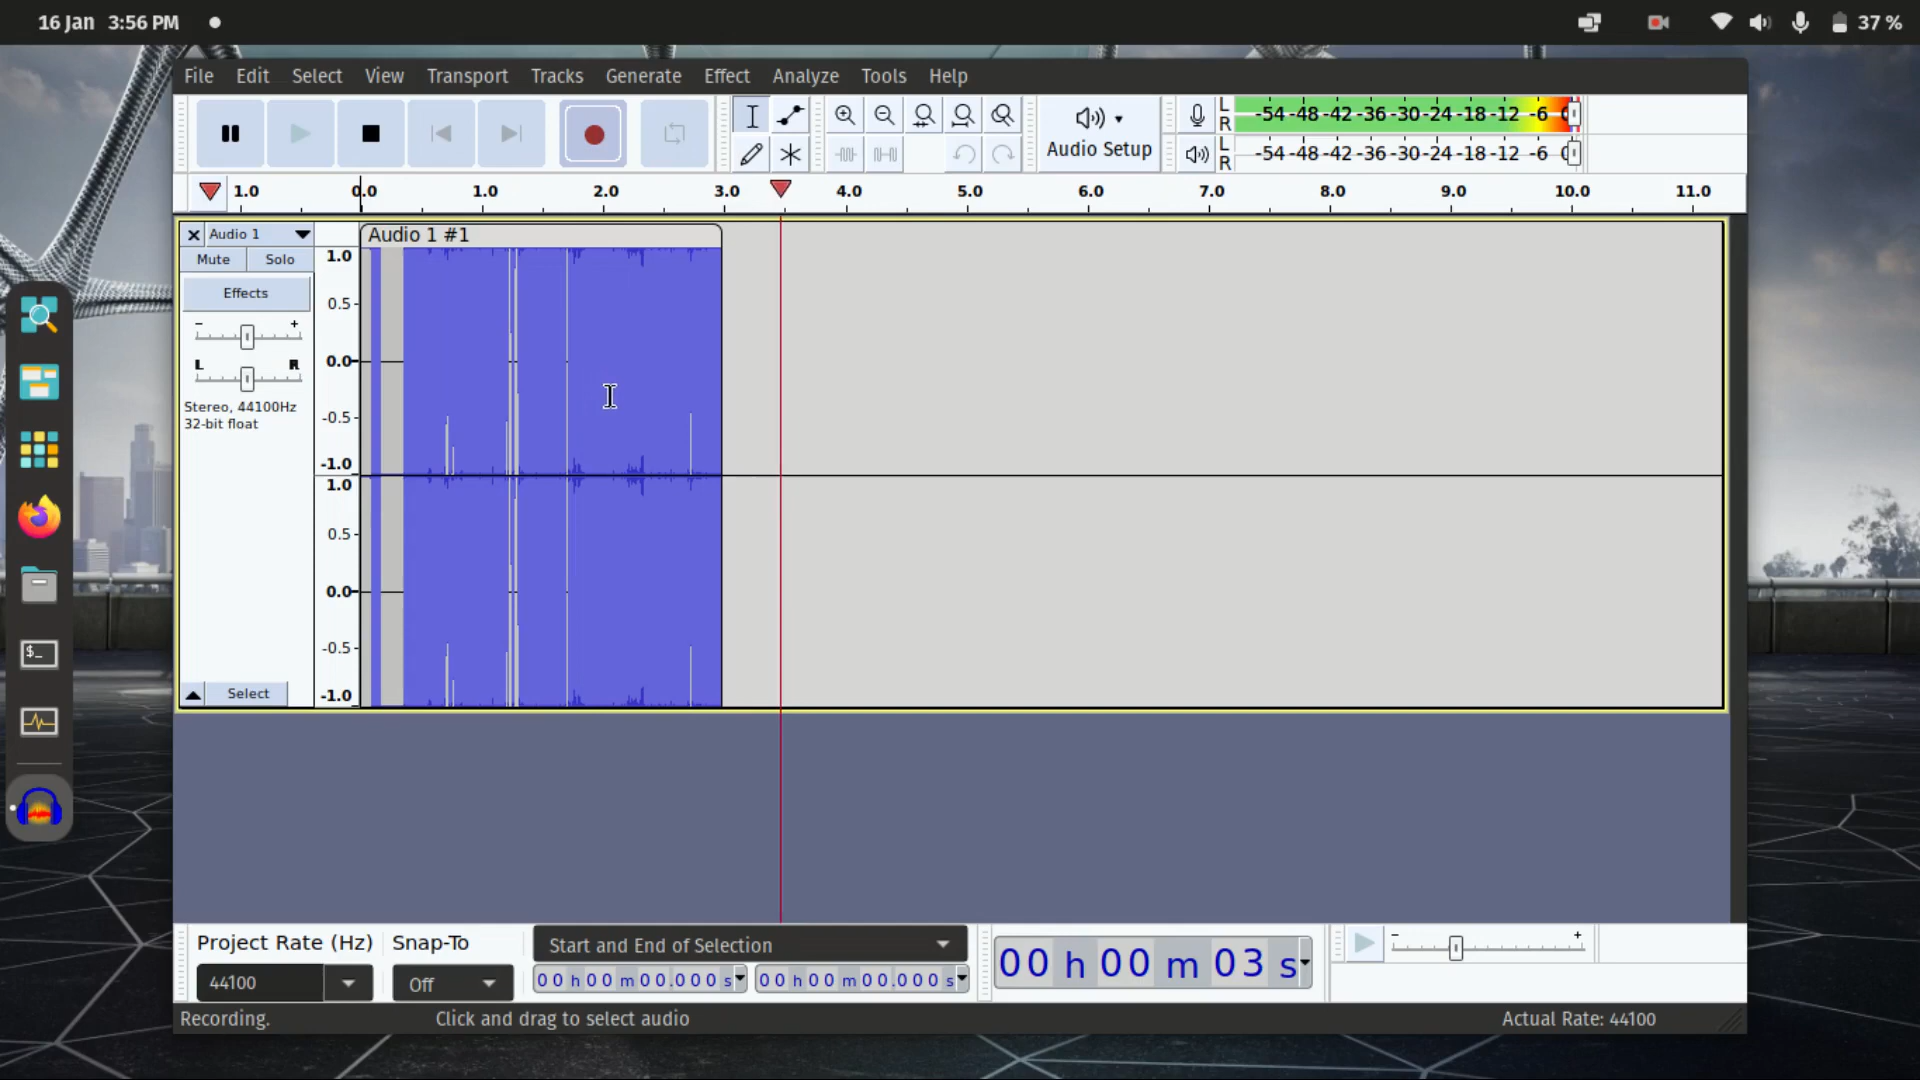 16 Jan 3:56 PM
37 %
File Edit Select View Transport Tracks Generate Effect Analyze Tools Help
Audio Setup
L
R
-54 -48 -42 -36 -30 -24 -18 -12 -6 0
L
R
-54 -48 -42 -36 -30 -24 -18 -12 -6 0
1.0 0.0 1.0 2.0 3.0 4.0 5.0 6.0 7.0 8.0 9.0 10.0 11.0
Audio 1
Audio 1 #1
Mute Solo
Effects
- +
L R
Stereo, 44100Hz
32-bit float
Select
1.0
0.5
0.0
-0.5
-1.0
1.0
0.5
0.0
-0.5
-1.0
$_
Project Rate (Hz) Snap-To
Start and End of Selection
44100
Off
00 h 00 m 00.000 s
00 h 00 m 00.000 s
00 h 00 m 03 s
- +
Recording.
Click and drag to select audio
Actual Rate: 44100